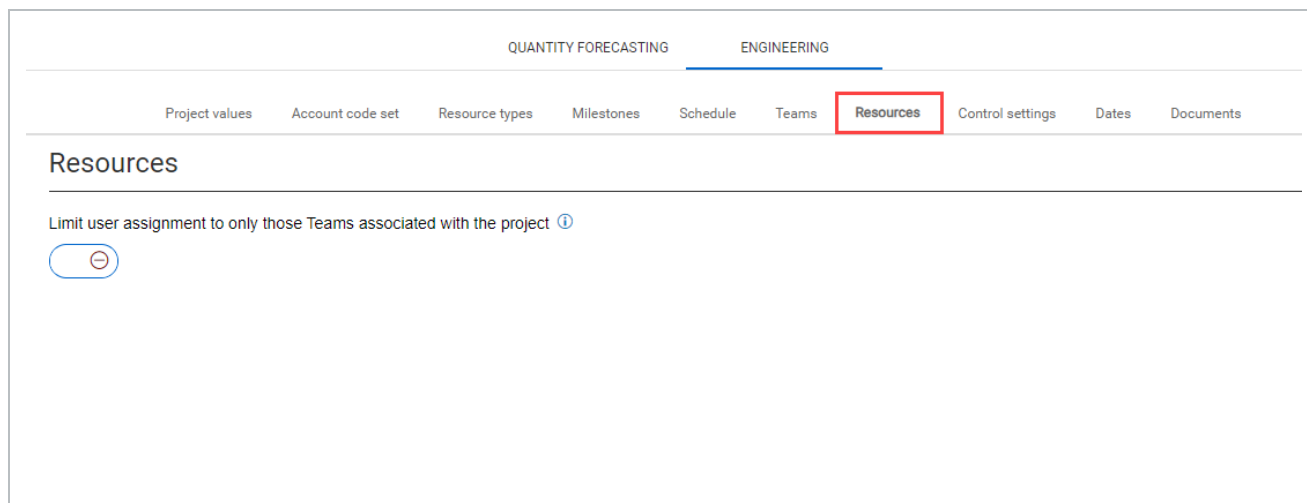 QUANTITY FORECASTING ENGINEERING
Project values Account code set Resource types Milestones Schedule Teams Resources Control settings Dates Documents
Resources
Limit user assignment to only those Teams associated with the project